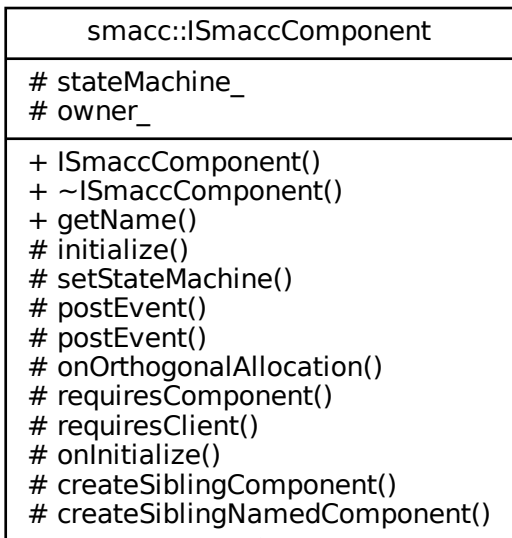 smacc::ISmaccComponent
# stateMachine_
# owner_
+ ISmaccComponent()
+ ~ISmaccComponent()
+ getName()
# initialize()
# setStateMachine()
# postEvent()
# postEvent()
# onOrthogonalAllocation()
# requiresComponent()
# requiresClient()
# onInitialize()
# createSiblingComponent()
# createSiblingNamedComponent()